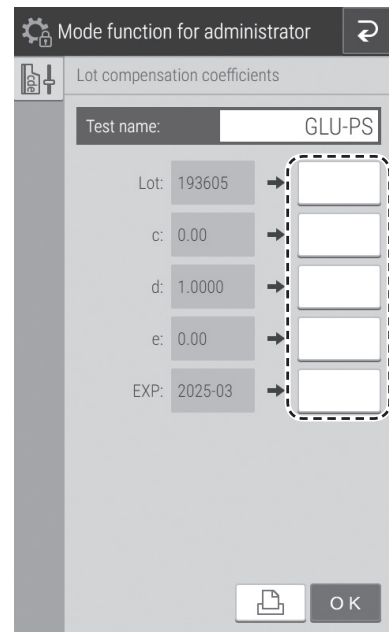 Mode function for administrator
Lot compensation coefficients
Test name: GLU-PS
Lot: 193605
c: 0.00
d: 1.0000
e: 0.00
EXP: 2025-03
OK